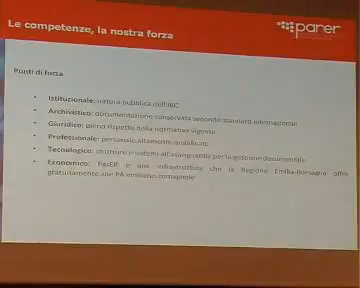 Le competenze, la nostra forza
parer
Punti di forza
• Istituzionale: natura pubblica dell'IBC
• Archivistico: documentazione conservata secondo standard internazionali
• Giuridico: pieno rispetto della normativa vigente
• Professionale: personale altamente qualificato
• Tecnologico: strutture e sistemi all'avanguardia per la gestione documentale
• Economico: ParER è una infrastruttura che la Regione Emilia-Romagna offre
gratuitamente alle PA emiliano-romagnole